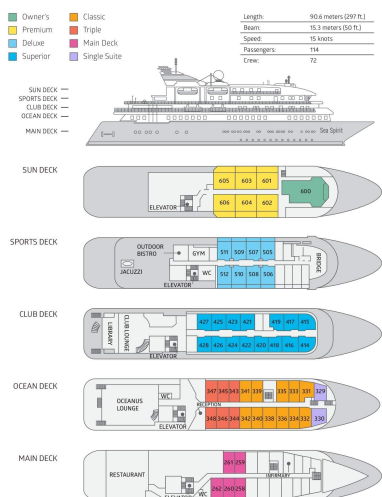 Owner's
Premium
Deluxe
Superior
Classic
Triple
Main Deck
Single Suite
Length: 90.6 meters (297 ft.)
Beam: 15.3 meters (50 ft.)
Speed: 15 knots
Passengers: 114
Crew: 72
SUN DECK
SPORTS DECK
CLUB DECK
OCEAN DECK
MAIN DECK
Sea Spirit
SUN DECK
605 603 601
600
606 604 602
ELEVATOR
SPORTS DECK
OUTDOOR
BISTRO
GYM
511 509 507 505
BRIDGE
JACUZZI
WC
512 510 508 506
ELEVATOR
CLUB DECK
LIBRARY
CLUB LOUNGE
427 425 423 421 419 417 415
428 426 424 422 420 418 416 414
ELEVATOR
OCEAN DECK
OCEANUS
LOUNGE
WC
347 345 343 341 339 335 333 331 329
RECEPTION
348 346 344 342 340 338 336 334 332 330
ELEVATOR
MAIN DECK
RESTAURANT
261 259
INFIRMARY
WC
262 260 258
ELEVATOR